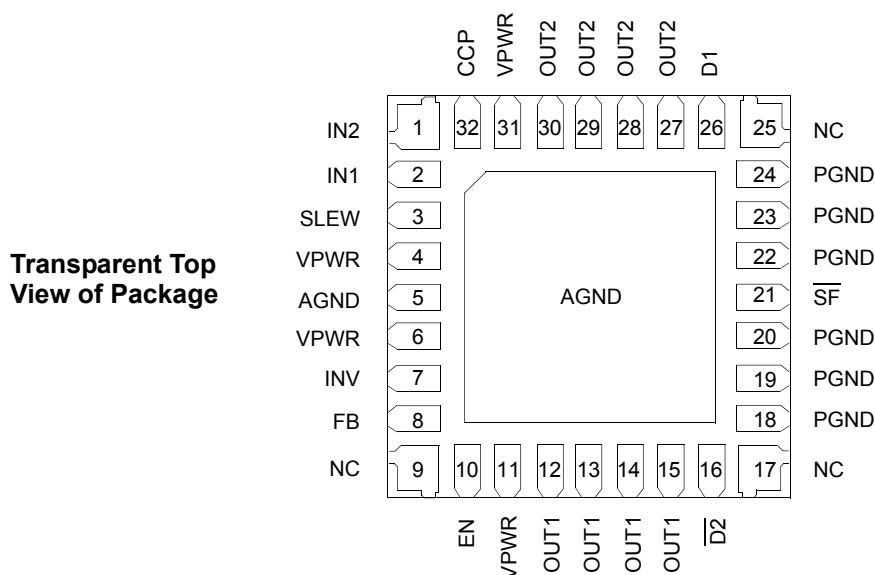 CCP
VPWR
OUT2
OUT2
OUT2
OUT2
D1
IN2
1
32
31
30
29
28
27
26
25
NC
IN1
2
24
PGND
SLEW
3
23
PGND
Transparent Top
View of Package
VPWR
4
22
PGND
AGND
5
AGND
21
S̅F̅
VPWR
6
20
PGND
INV
7
19
PGND
FB
8
18
PGND
NC
9
10
11
12
13
14
15
16
17
NC
EN
VPWR
OUT1
OUT1
OUT1
OUT1
D̅2̅